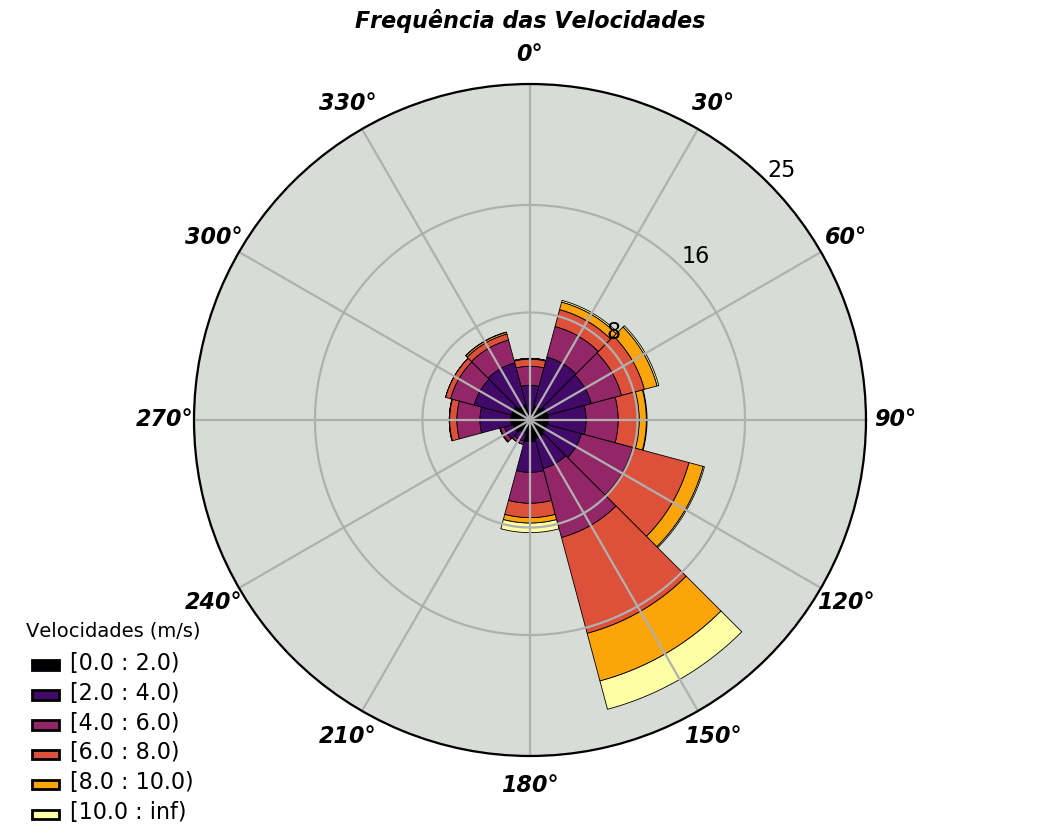 Frequência das Velocidades
0°
330°
30°
25
300°
60°
16
8
270°
90°
240°
120°
Velocidades (m/s)
[0.0 : 2.0)
[2.0 : 4.0)
[4.0 : 6.0)
[6.0 : 8.0)
[8.0 : 10.0)
[10.0 : inf)
210°
150°
180°